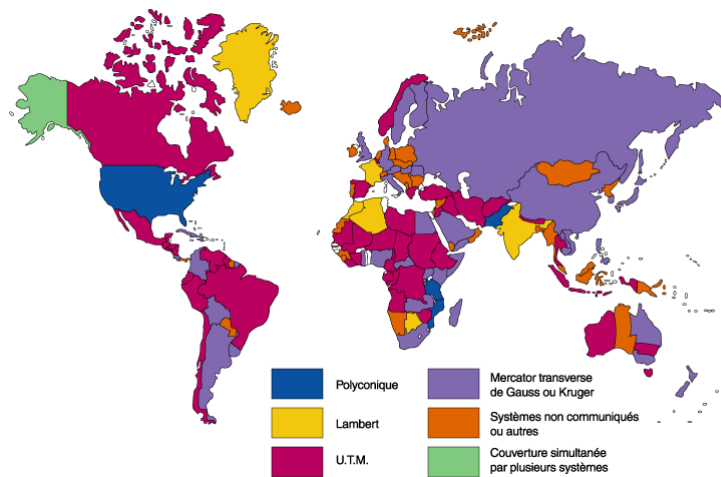 Polyconique
Lambert
U.T.M.
Mercator transverse
de Gauss ou Kruger
Systèmes non communiqués
ou autres
Couverture simultanée
par plusieurs systèmes